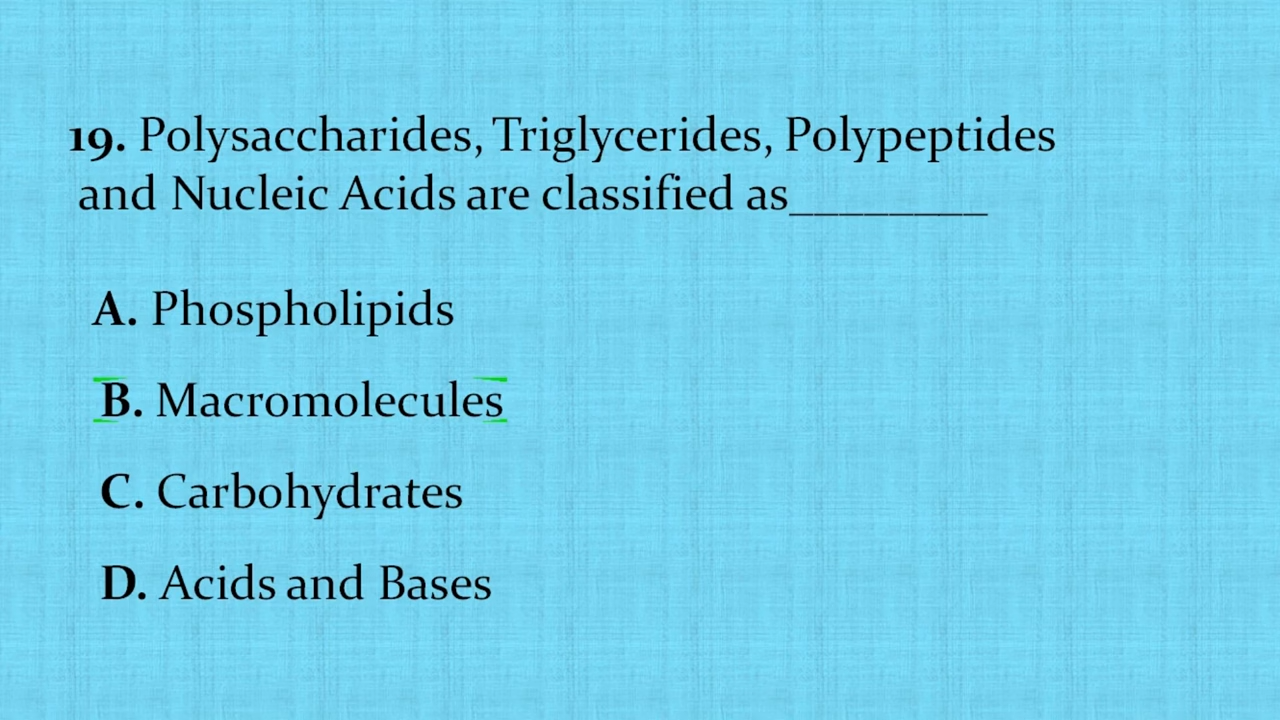 19. Polysaccharides, Triglycerides, Polypeptides
and Nucleic Acids are classified as________
A. Phospholipids
B. Macromolecules
C. Carbohydrates
D. Acids and Bases